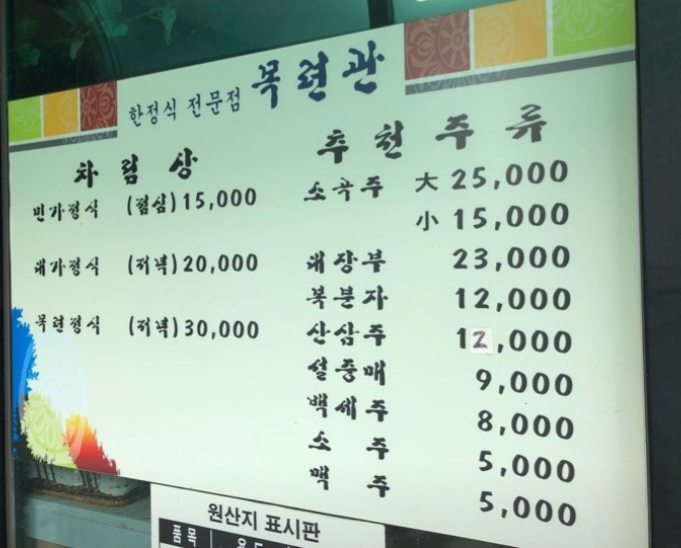 한정식 전문점 목련관
차림상
민가정식 (점심) 15,000
대가정식 (저녁) 20,000
목련정식 (저녁) 30,000
추천주류
소곡주 大 25,000
小 15,000
대장부 23,000
복분자 12,000
산삼주 12,000
설중매 9,000
백세주 8,000
소주 5,000
맥주 5,000
원산지 표시판
품목